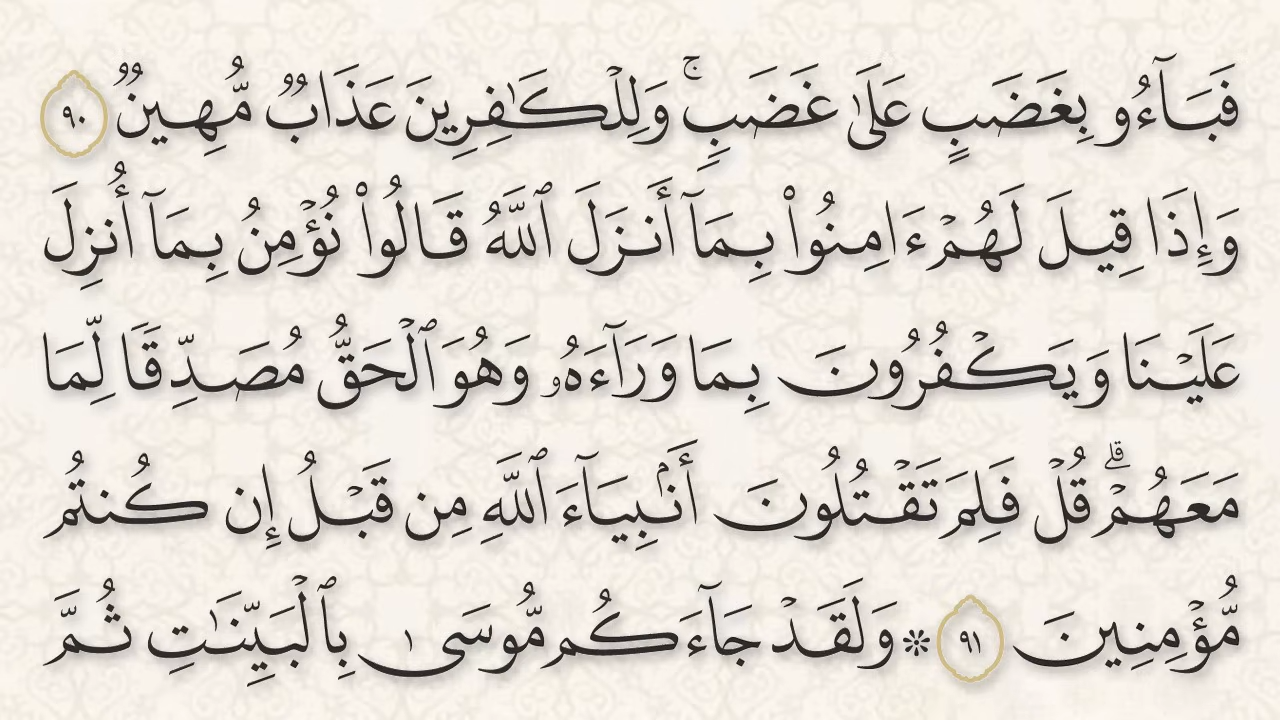 فَبَآءُو بِغَضَبٍ عَلَىٰ غَضَبٍ ۚ وَلِلْكَـٰفِرِينَ عَذَابٌ مُّهِينٌ ٩٠
وَإِذَا قِيلَ لَهُمْ ءَامِنُوا۟ بِمَآ أَنزَلَ ٱللَّهُ قَالُوا۟ نُؤْمِنُ بِمَآ أُنزِلَ
عَلَيْنَا وَيَكْفُرُونَ بِمَا وَرَآءَهُۥ وَهُوَ ٱلْحَقُّ مُصَدِّقًا لِّمَا
مَعَهُمْ ۗ قُلْ فَلِمَ تَقْتُلُونَ أَنۢبِيَآءَ ٱللَّهِ مِن قَبْلُ إِن كُنتُم
مُّؤْمِنِينَ ٩١ ۞ وَلَقَدْ جَآءَكُم مُّوسَىٰ بِٱلْبَيِّنَـٰتِ ثُمَّ